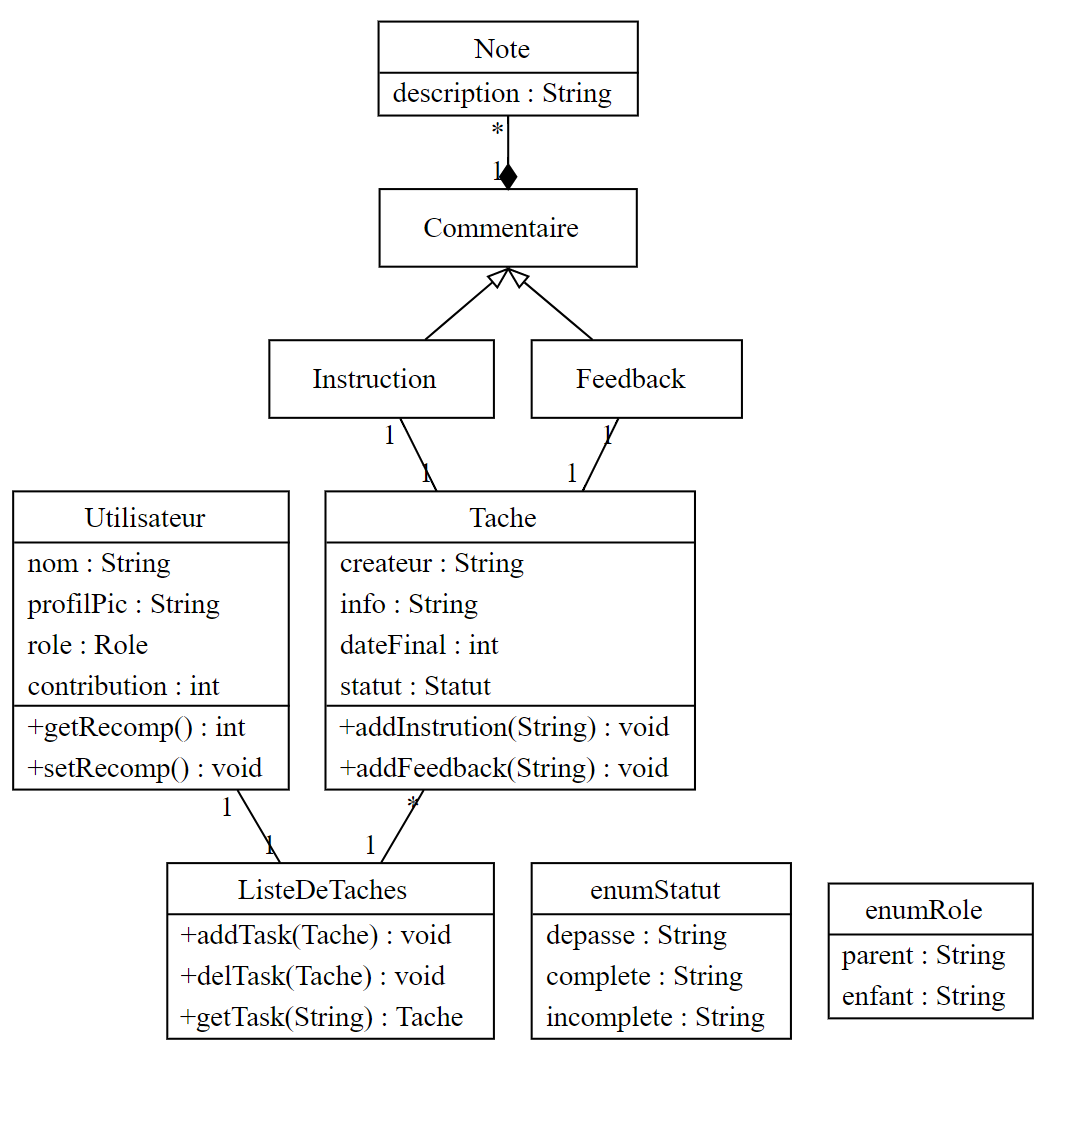 Note
description : String
*
1
Commentaire
Instruction
Feedback
1
1
1
1
Utilisateur
nom : String
profilPic : String
role : Role
contribution : int
+getRecomp() : int
+setRecomp() : void
Tache
createur : String
info : String
dateFinal : int
statut : Statut
+addInstrution(String) : void
+addFeedback(String) : void
1
*
1
1
ListeDeTaches
+addTask(Tache) : void
+delTask(Tache) : void
+getTask(String) : Tache
enumStatut
depasse : String
complete : String
incomplete : String
enumRole
parent : String
enfant : String